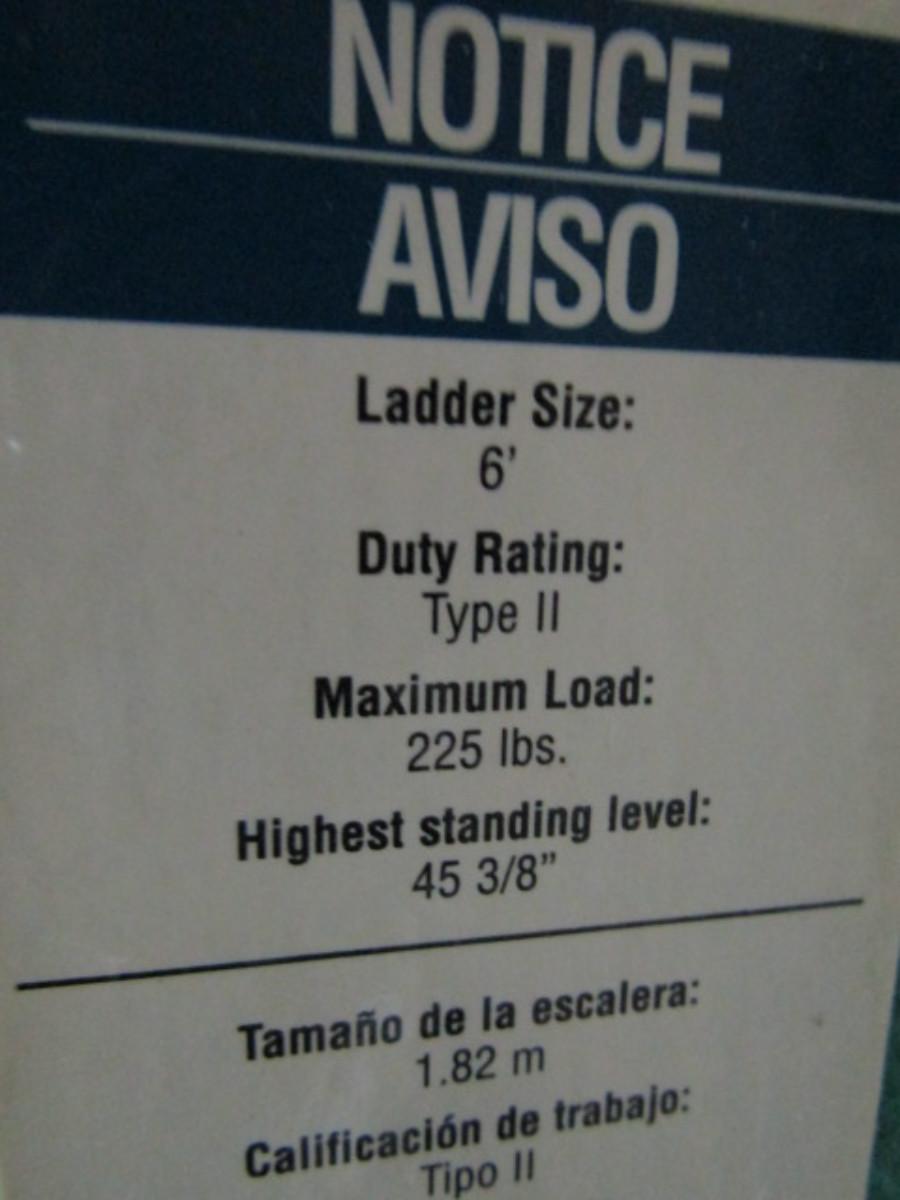 NOTICE
AVISO
Ladder Size:
6’
Duty Rating:
Type II
Maximum Load:
225 lbs.
Highest standing level:
45 3/8”
Tamaño de la escalera:
1.82 m
Calificación de trabajo:
Tipo II